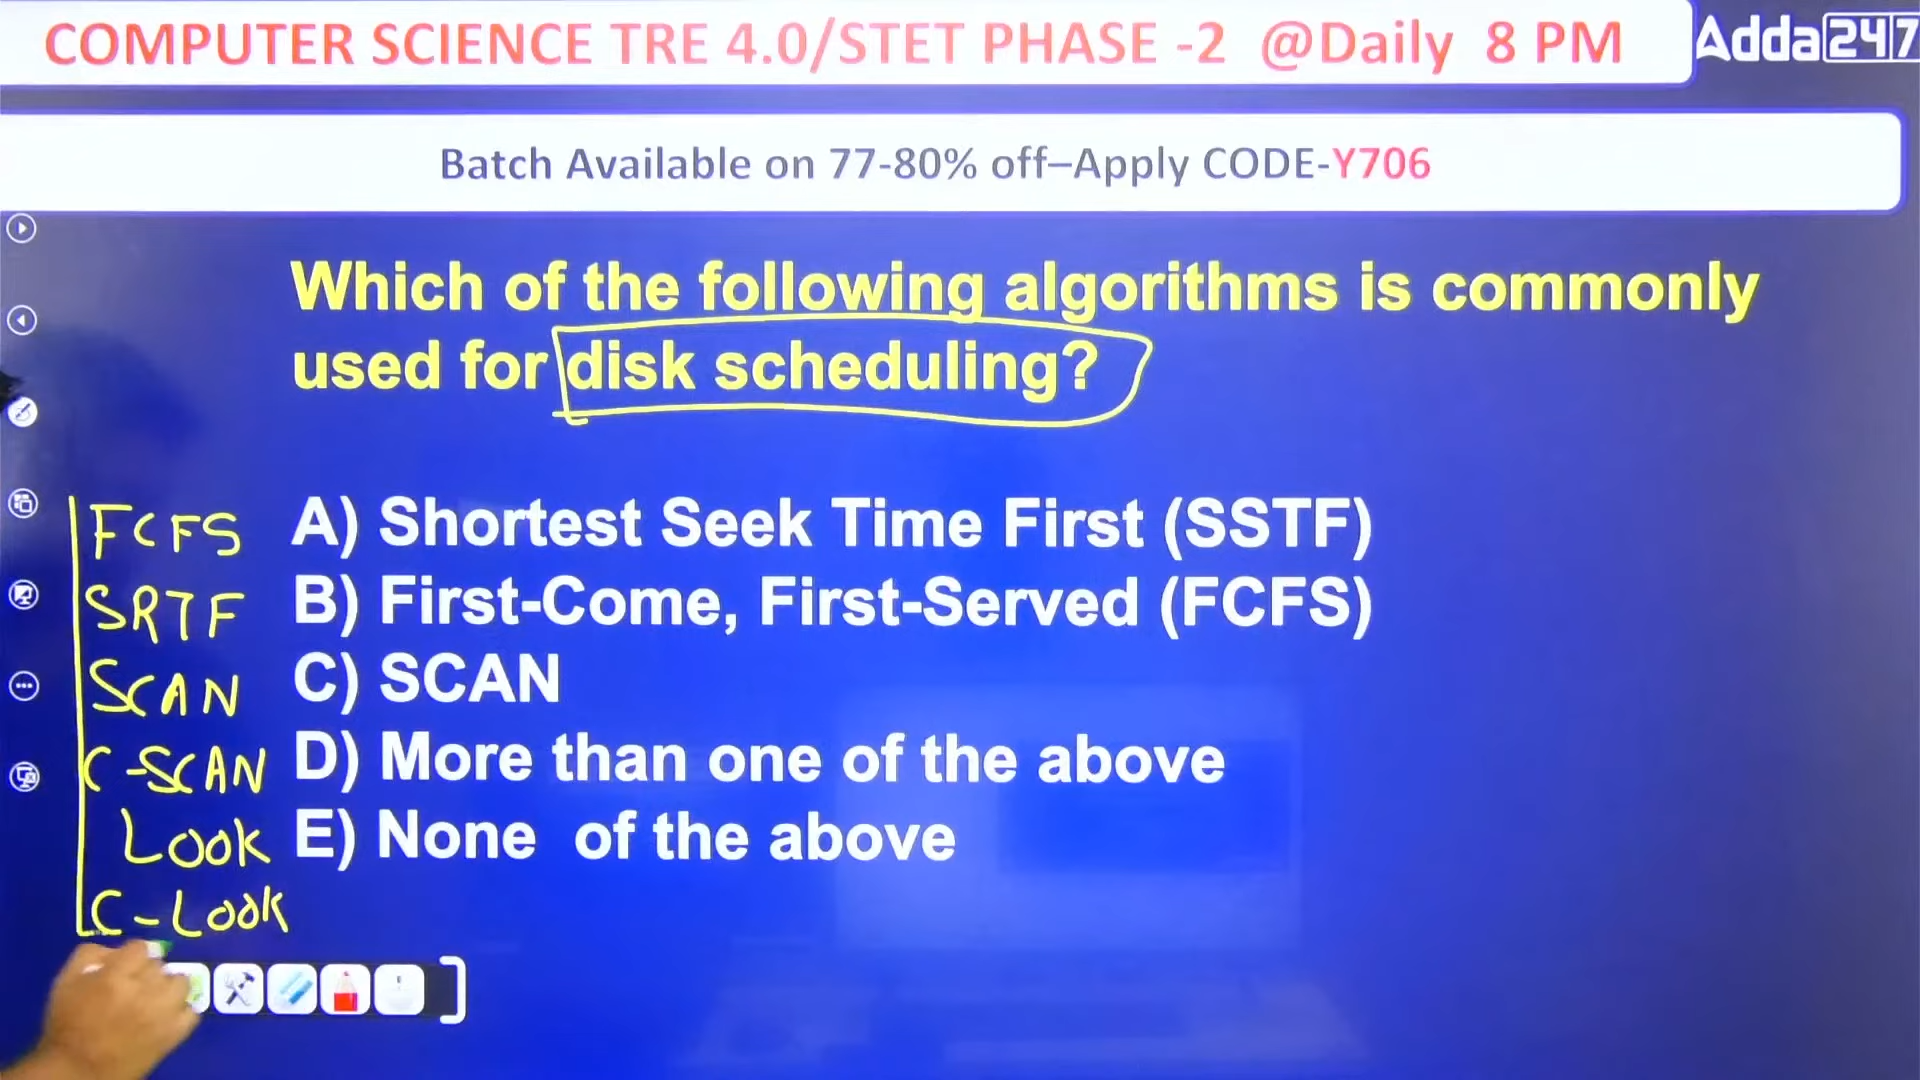 COMPUTER SCIENCE TRE 4.0/STET PHASE -2 @Daily 8 PM
Adda247
Batch Available on 77-80% off–Apply CODE-Y706
Which of the following algorithms is commonly
used for disk scheduling?
FCFS
A) Shortest Seek Time First (SSTF)
SRTF
B) First-Come, First-Served (FCFS)
SCAN
C) SCAN
C-SCAN
D) More than one of the above
LOOK
E) None of the above
C-LOOK